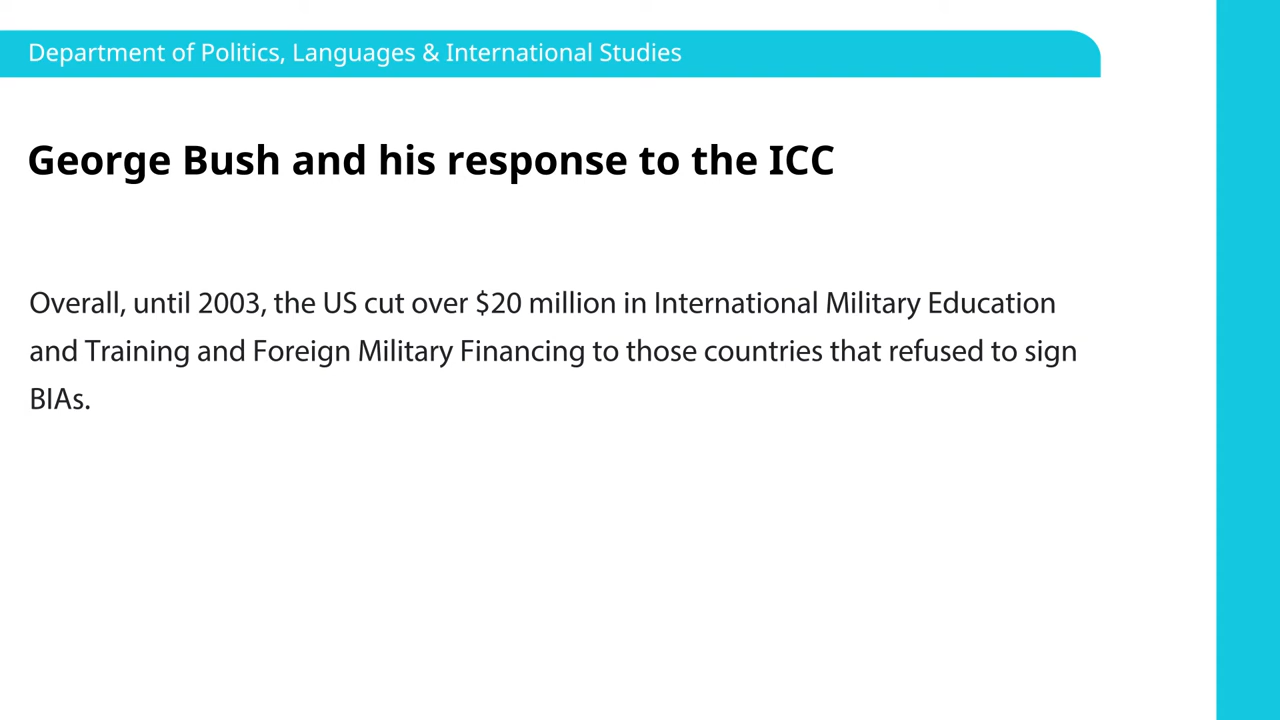 Department of Politics, Languages & International Studies
George Bush and his response to the ICC
Overall, until 2003, the US cut over $20 million in International Military Education
and Training and Foreign Military Financing to those countries that refused to sign
BIAs.